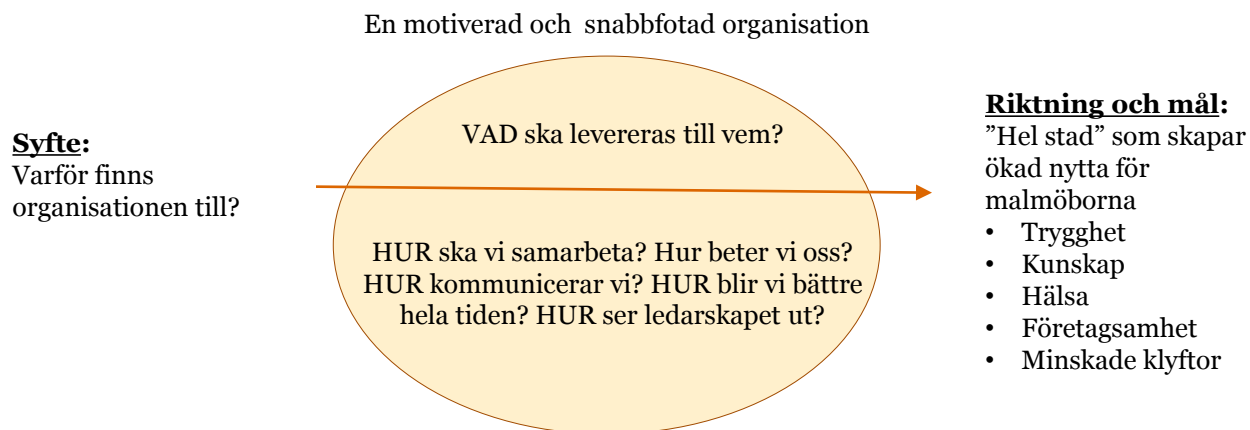 En motiverad och  snabbfotad organisation
Syfte:
Varför finns
organisationen till?
VAD ska levereras till vem?
HUR ska vi samarbeta? Hur beter vi oss?
HUR kommunicerar vi? HUR blir vi bättre
hela tiden? HUR ser ledarskapet ut?
Riktning och mål:
”Hel stad” som skapar
ökad nytta för
malmöborna
• Trygghet
• Kunskap
• Hälsa
• Företagsamhet
• Minskade klyftor